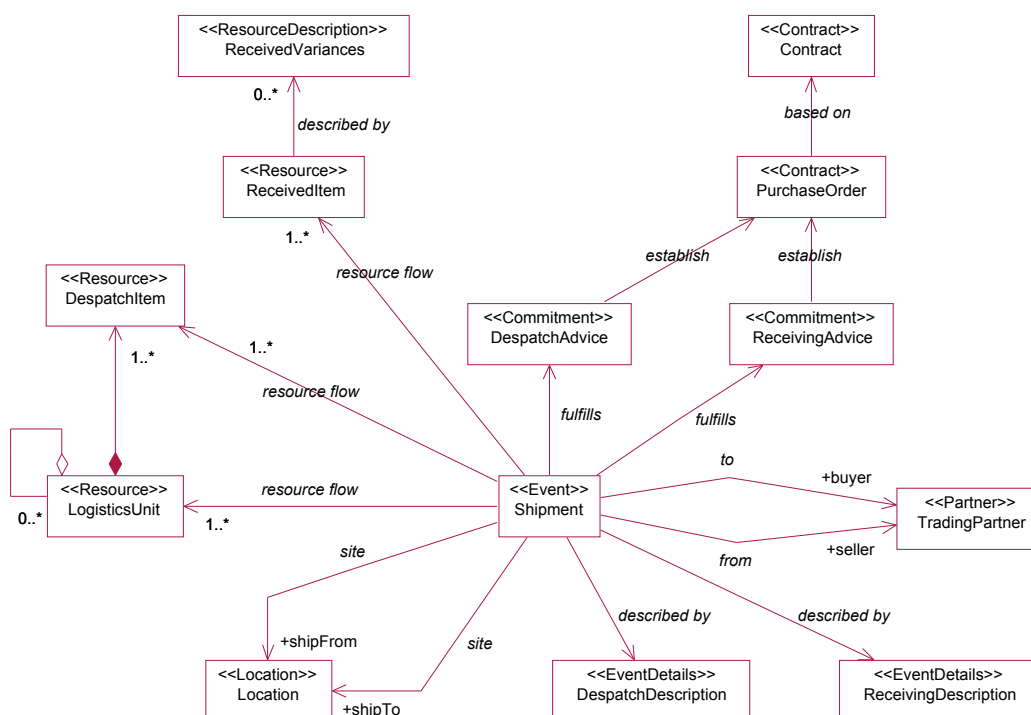 <<ResourceDescription>>
ReceivedVariances
<<Contract>>
Contract
0..*
described by
based on
<<Resource>>
ReceivedItem
<<Contract>>
PurchaseOrder
1..*
establish
establish
resource flow
<<Resource>>
DespatchItem
<<Commitment>>
DespatchAdvice
<<Commitment>>
ReceivingAdvice
1..*
1..*
resource flow
fulfills
fulfills
to
+buyer
<<Resource>>
LogisticsUnit
resource flow
<<Event>>
Shipment
<<Partner>>
TradingPartner
0..*
1..*
+seller
from
site
described by
described by
+shipFrom
site
<<Location>>
Location
<<EventDetails>>
DespatchDescription
<<EventDetails>>
ReceivingDescription
+shipTo